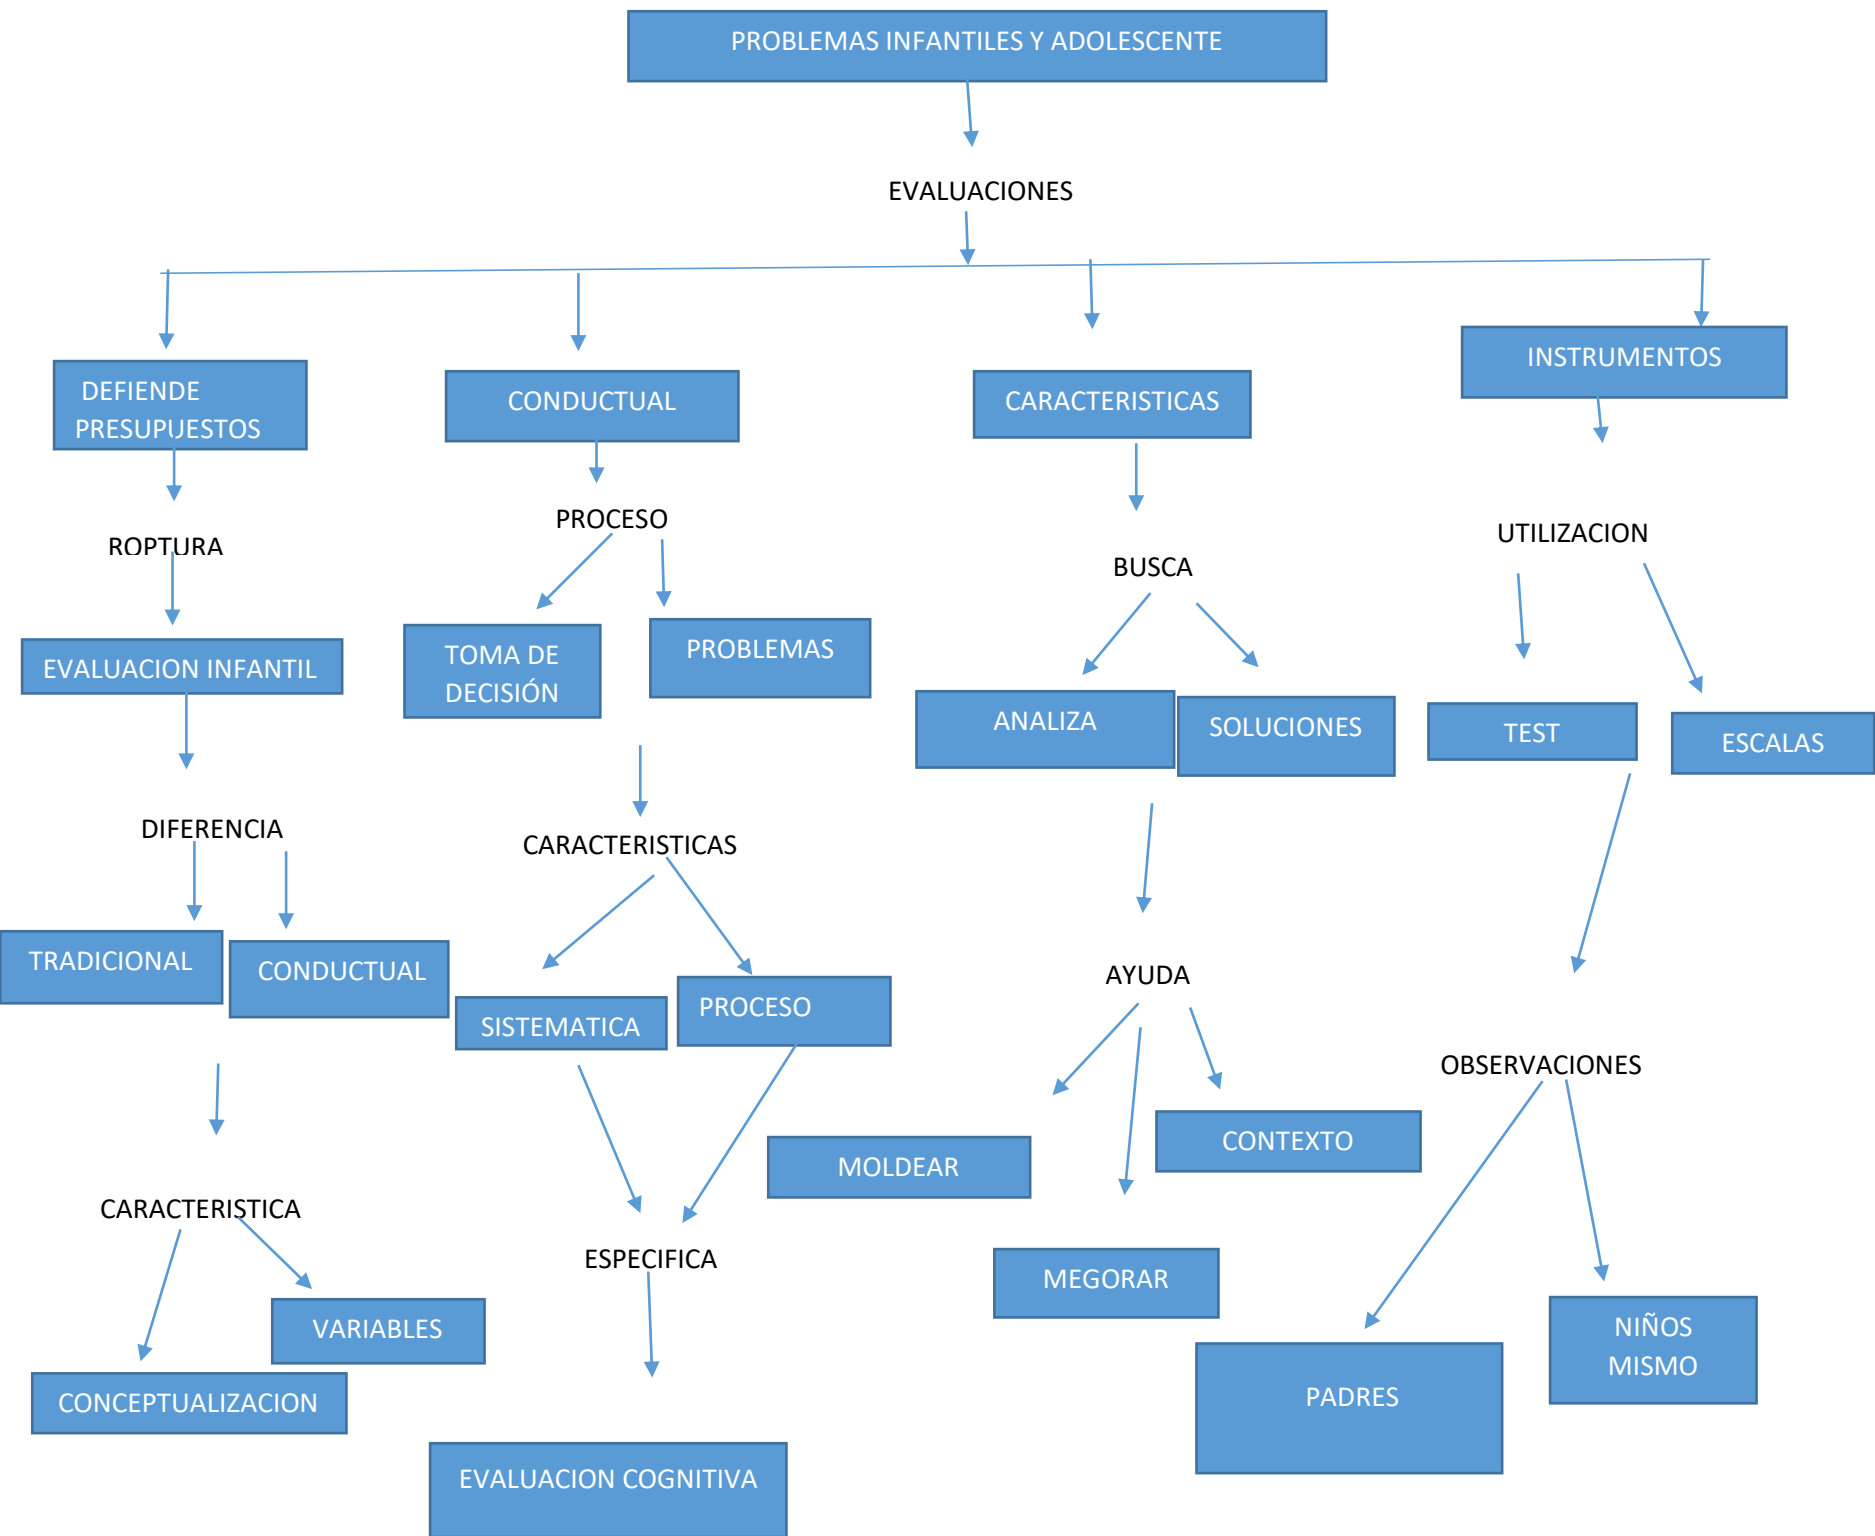 PROBLEMAS INFANTILES Y ADOLESCENTE
EVALUACIONES
DEFIENDE
PRESUPUESTOS
CONDUCTUAL
CARACTERISTICAS
INSTRUMENTOS
ROPTURA
PROCESO
BUSCA
UTILIZACION
EVALUACION INFANTIL
TOMA DE
DECISIÓN
PROBLEMAS
ANALIZA
SOLUCIONES
TEST
ESCALAS
DIFERENCIA
CARACTERISTICAS
TRADICIONAL
CONDUCTUAL
SISTEMATICA
PROCESO
AYUDA
OBSERVACIONES
MOLDEAR
CONTEXTO
CARACTERISTICA
ESPECIFICA
MEGORAR
VARIABLES
CONCEPTUALIZACION
PADRES
NIÑOS
MISMO
EVALUACION COGNITIVA